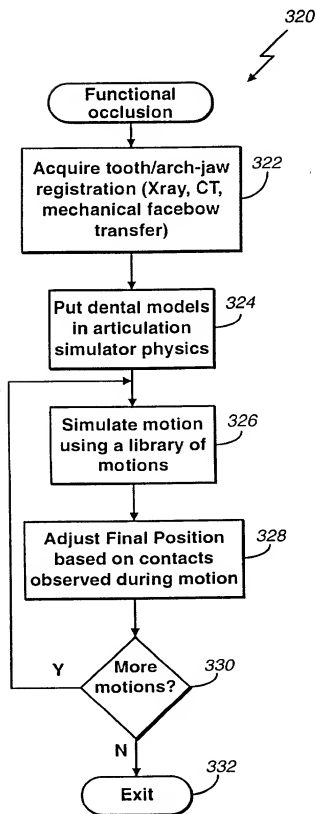 320
Functional
occlusion
Acquire tooth/arch-jaw
registration (Xray, CT,
mechanical facebow
transfer)
322
Put dental models
in articulation
simulator physics
324
Simulate motion
using a library of
motions
326
Adjust Final Position
based on contacts
observed during motion
328
More
motions?
330
Y
N
Exit
332